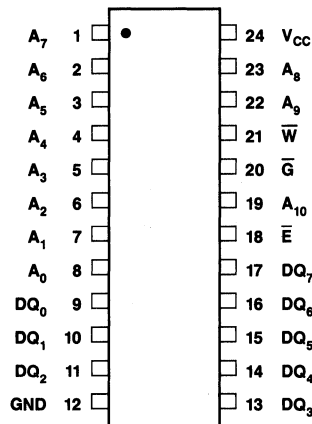 A7 1 24 VCC
A6 2 23 A8
A5 3 22 A9
A4 4 21 W̅
A3 5 20 G̅
A2 6 19 A10
A1 7 18 E̅
A0 8 17 DQ7
DQ0 9 16 DQ6
DQ1 10 15 DQ5
DQ2 11 14 DQ4
GND 12 13 DQ3